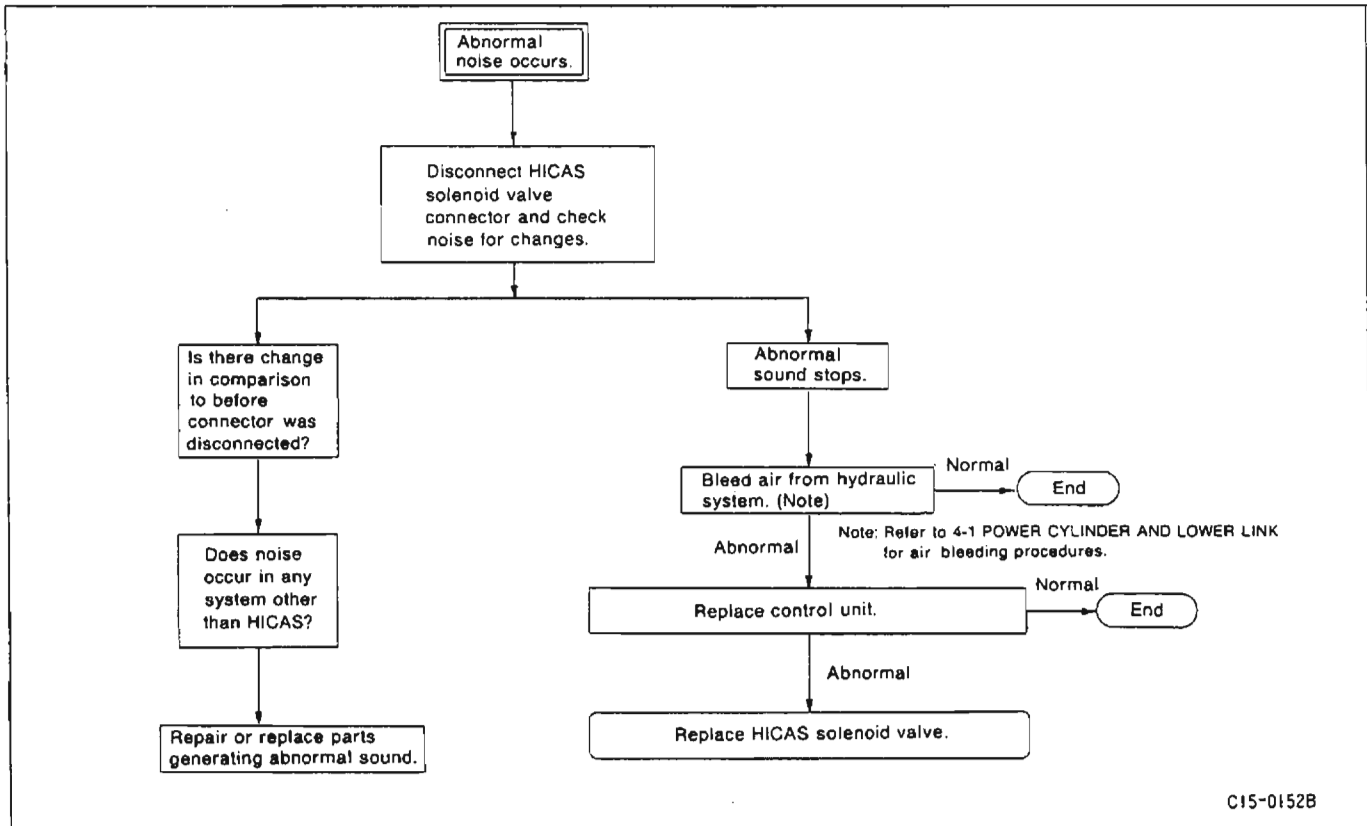 Abnormal
noise occurs.
Disconnect HICAS
solenoid valve
connector and check
noise for changes.
Is there change
in comparison
to before
connector was
disconnected?
Does noise
occur in any
system other
than HICAS?
Repair or replace parts
generating abnormal sound.
Abnormal
sound stops.
Bleed air from hydraulic
system. (Note)
Normal
End
Note: Refer to 4-1 POWER CYLINDER AND LOWER LINK
for air bleeding procedures.
Abnormal
Replace control unit.
Normal
End
Abnormal
Replace HICAS solenoid valve.
C15-0152B